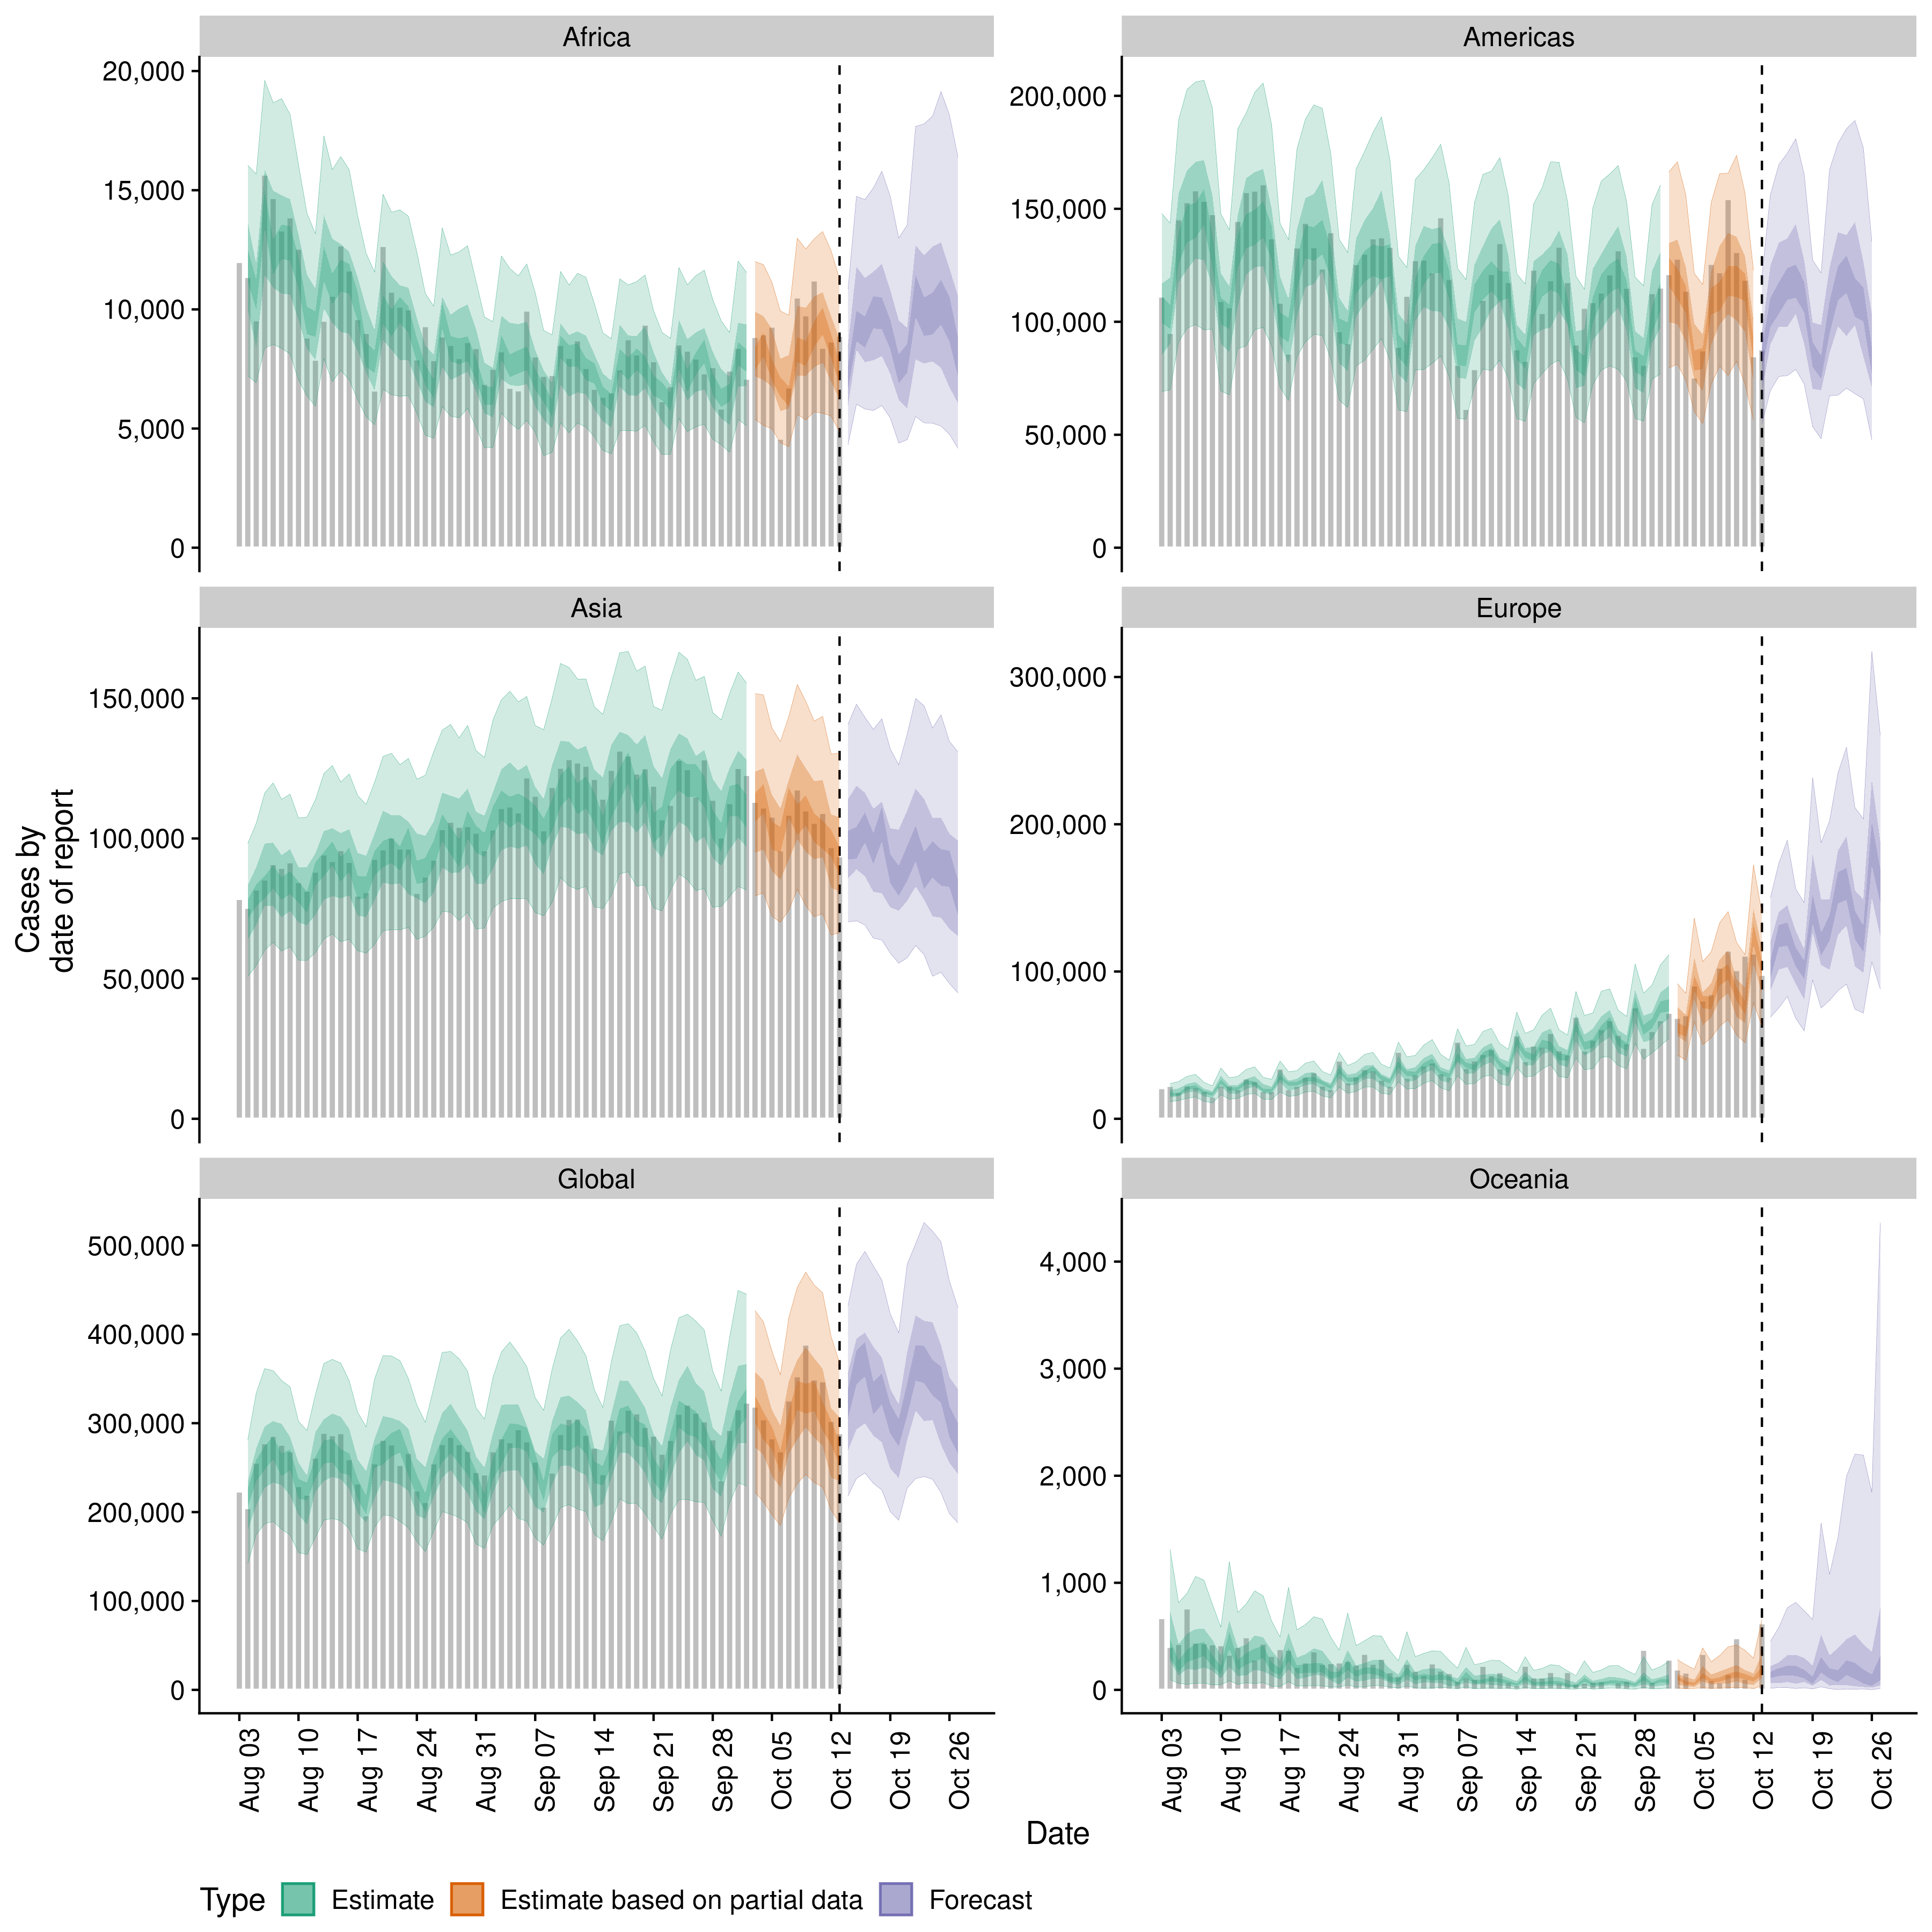 Africa
Americas
20,000
15,000
10,000
5,000
0
200,000
150,000
100,000
50,000
0
Asia
Europe
150,000
100,000
50,000
0
300,000
200,000
100,000
0
Cases by
date of report
Global
Oceania
500,000
400,000
300,000
200,000
100,000
0
4,000
3,000
2,000
1,000
0
Aug 03
Aug 10
Aug 17
Aug 24
Aug 31
Sep 07
Sep 14
Sep 21
Sep 28
Oct 05
Oct 12
Oct 19
Oct 26
Aug 03
Aug 10
Aug 17
Aug 24
Aug 31
Sep 07
Sep 14
Sep 21
Sep 28
Oct 05
Oct 12
Oct 19
Oct 26
Date
Type Estimate Estimate based on partial data Forecast